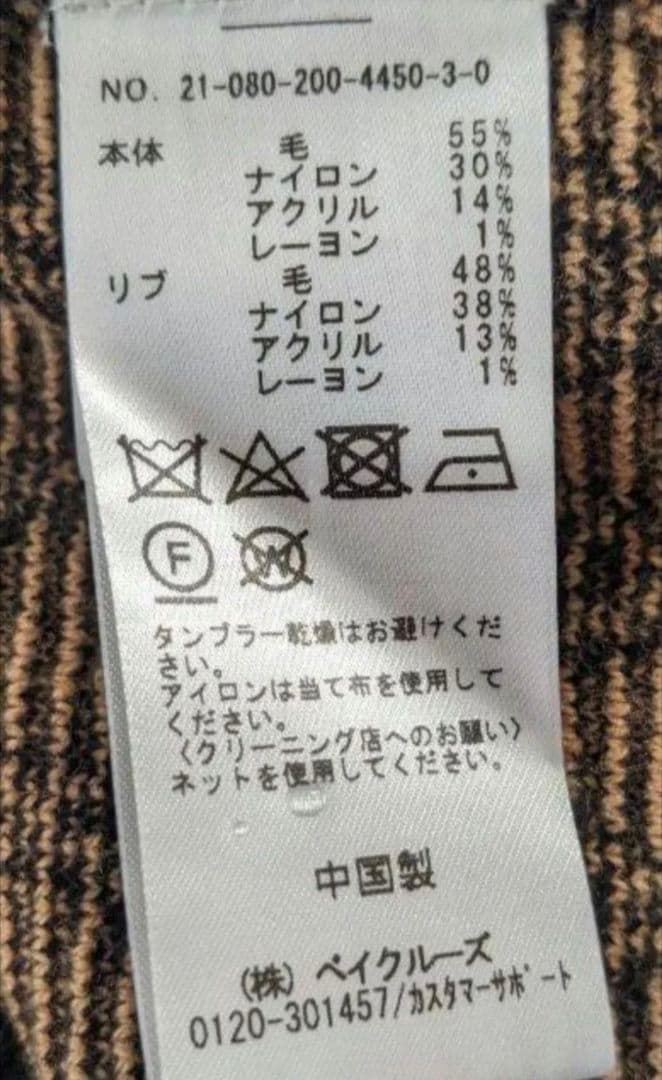 NO. 21-080-200-4450-3-0
本体 毛 55%
ナイロン 30%
アクリル 14%
レーヨン 1%
リブ 毛 48%
ナイロン 38%
アクリル 13%
レーヨン 1%
F W
タンブラー乾燥はお避けくだ
さい。
アイロンは当て布を使用して
ください。
〈クリーニング店へのお願い〉
ネットを使用してください。
中国製
(株) ベイクルーズ
0120-301457/カスタマーサポート